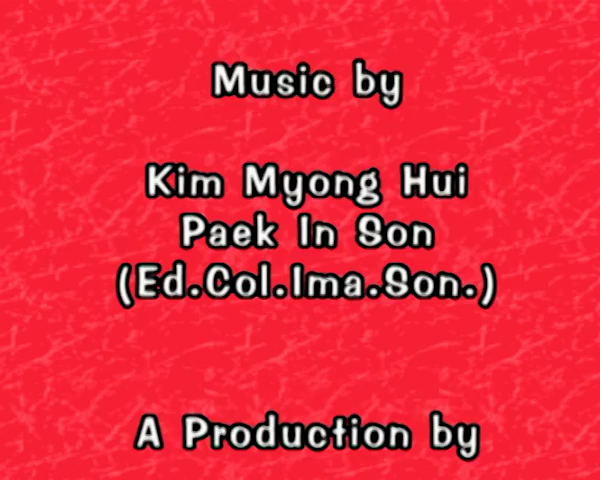 Music by
Kim Myong Hui
Paek In Son
(Ed.Col.Ima.Son.)
A Production by